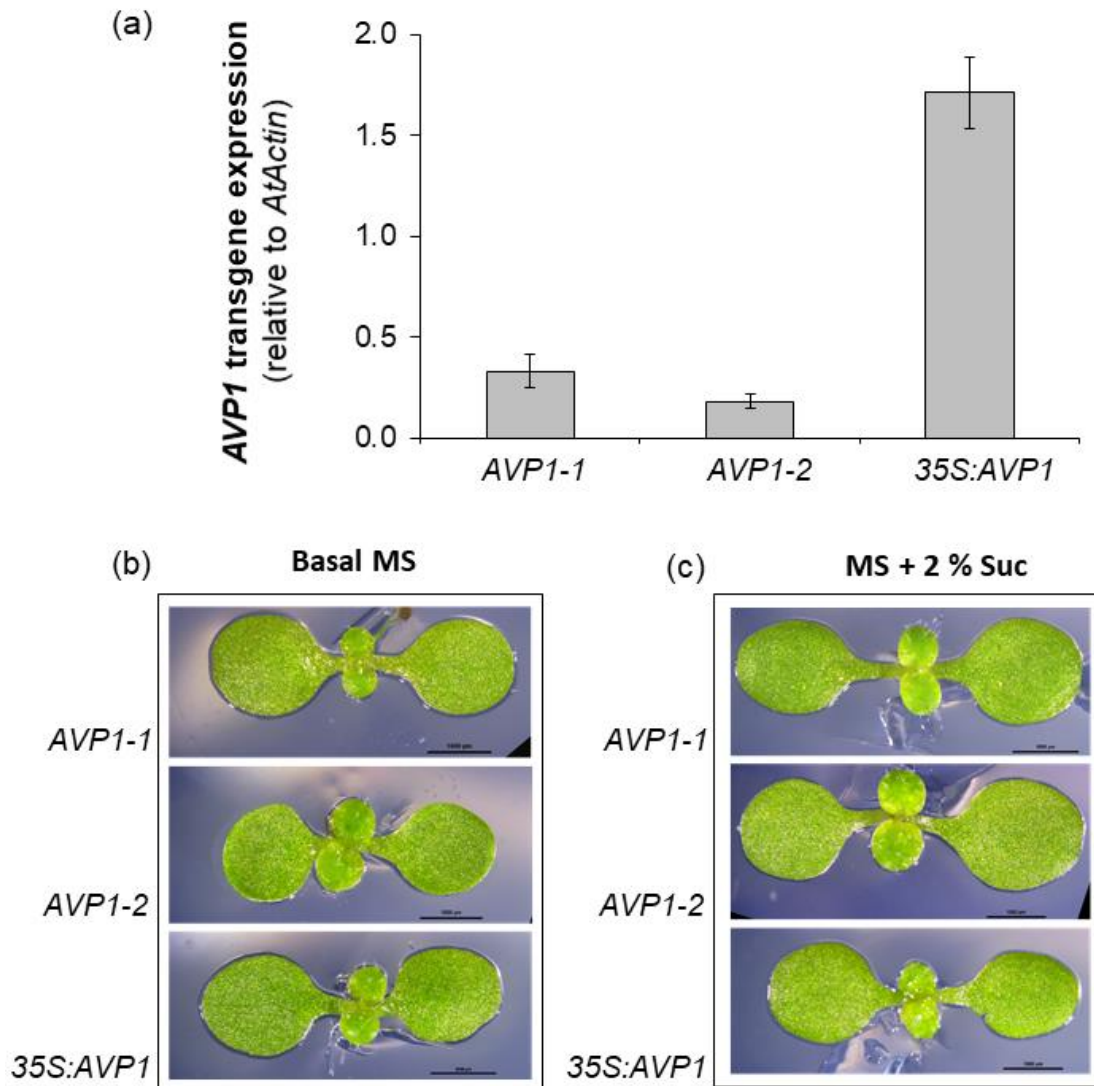 (a)
AVP1 transgene expression
(relative to AtActin)
2.0
1.5
1.0
0.5
0.0
AVP1-1 AVP1-2 35S:AVP1
(b) Basal MS
(c) MS + 2 % Suc
AVP1-1
AVP1-2
35S:AVP1
AVP1-1
AVP1-2
35S:AVP1